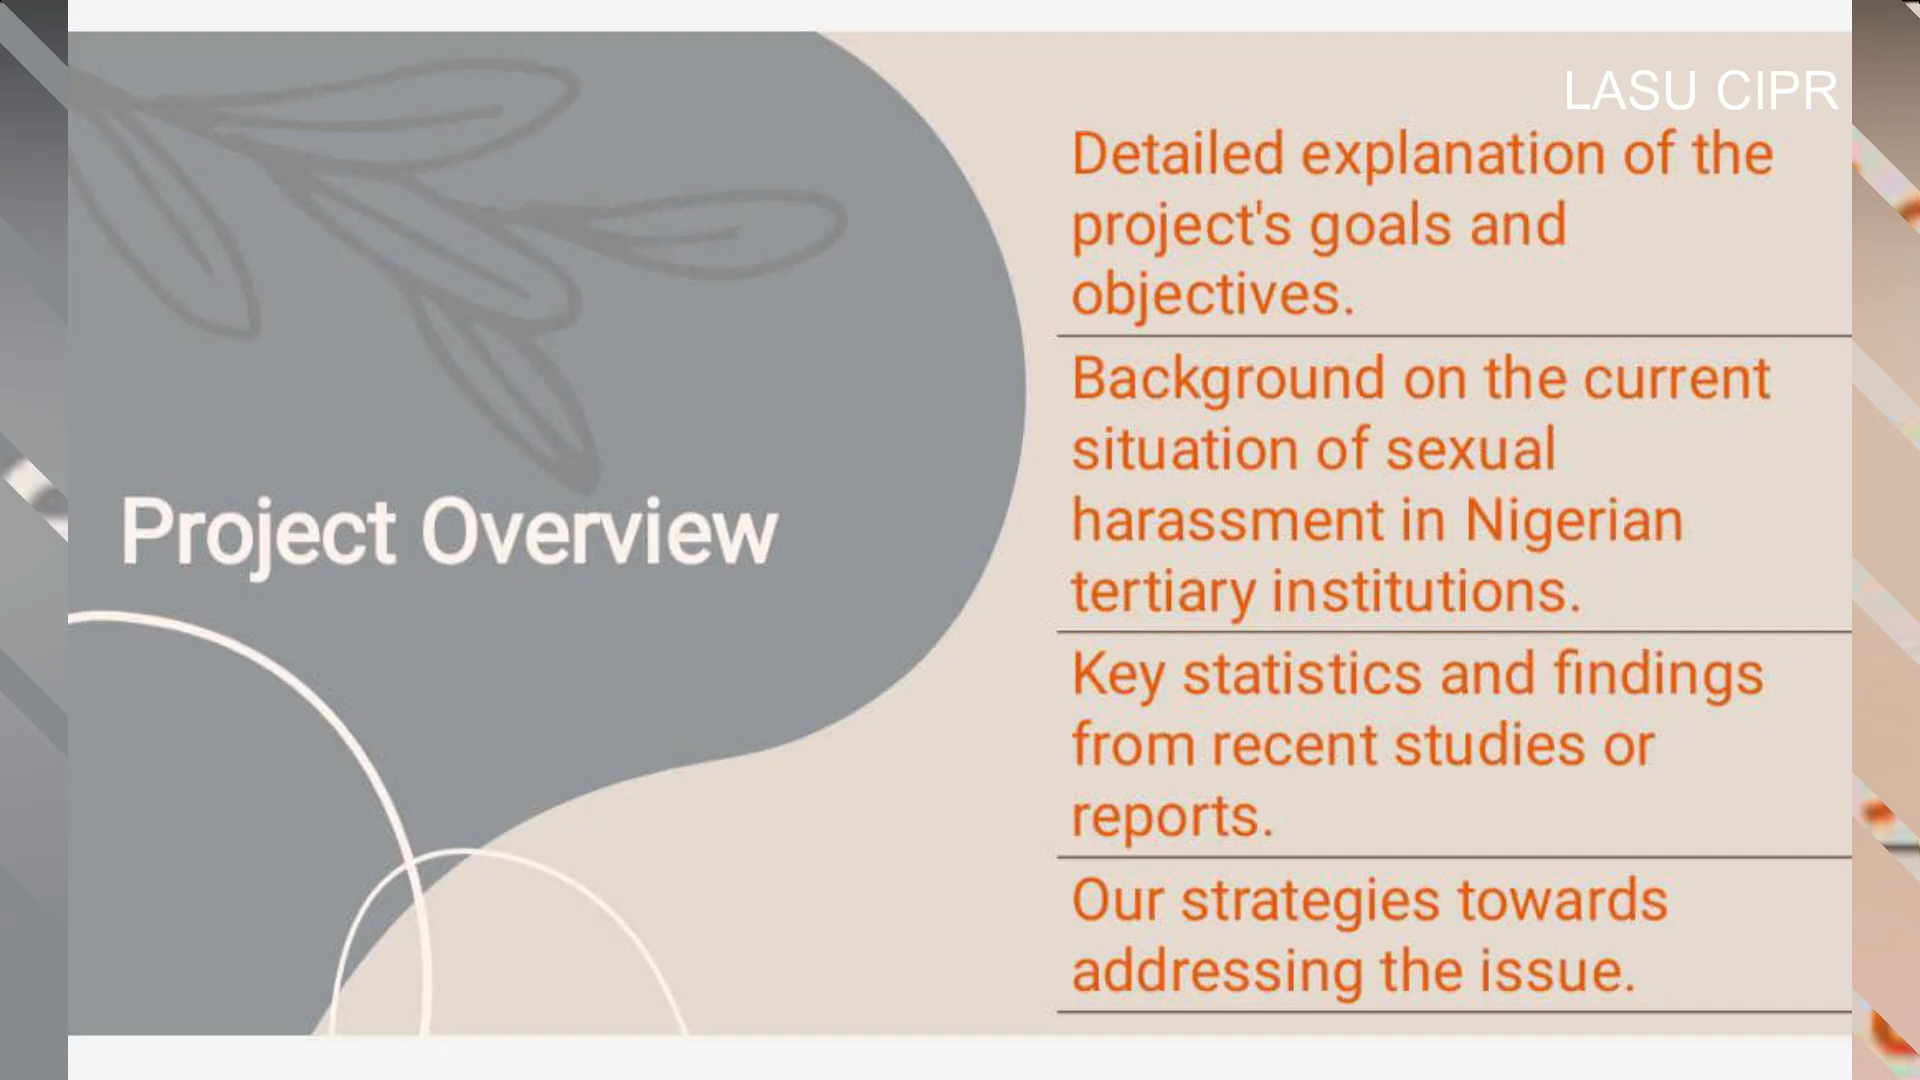 LASU CIPR
Project Overview
Detailed explanation of the
project's goals and
objectives.
Background on the current
situation of sexual
harassment in Nigerian
tertiary institutions.
Key statistics and findings
from recent studies or
reports.
Our strategies towards
addressing the issue.